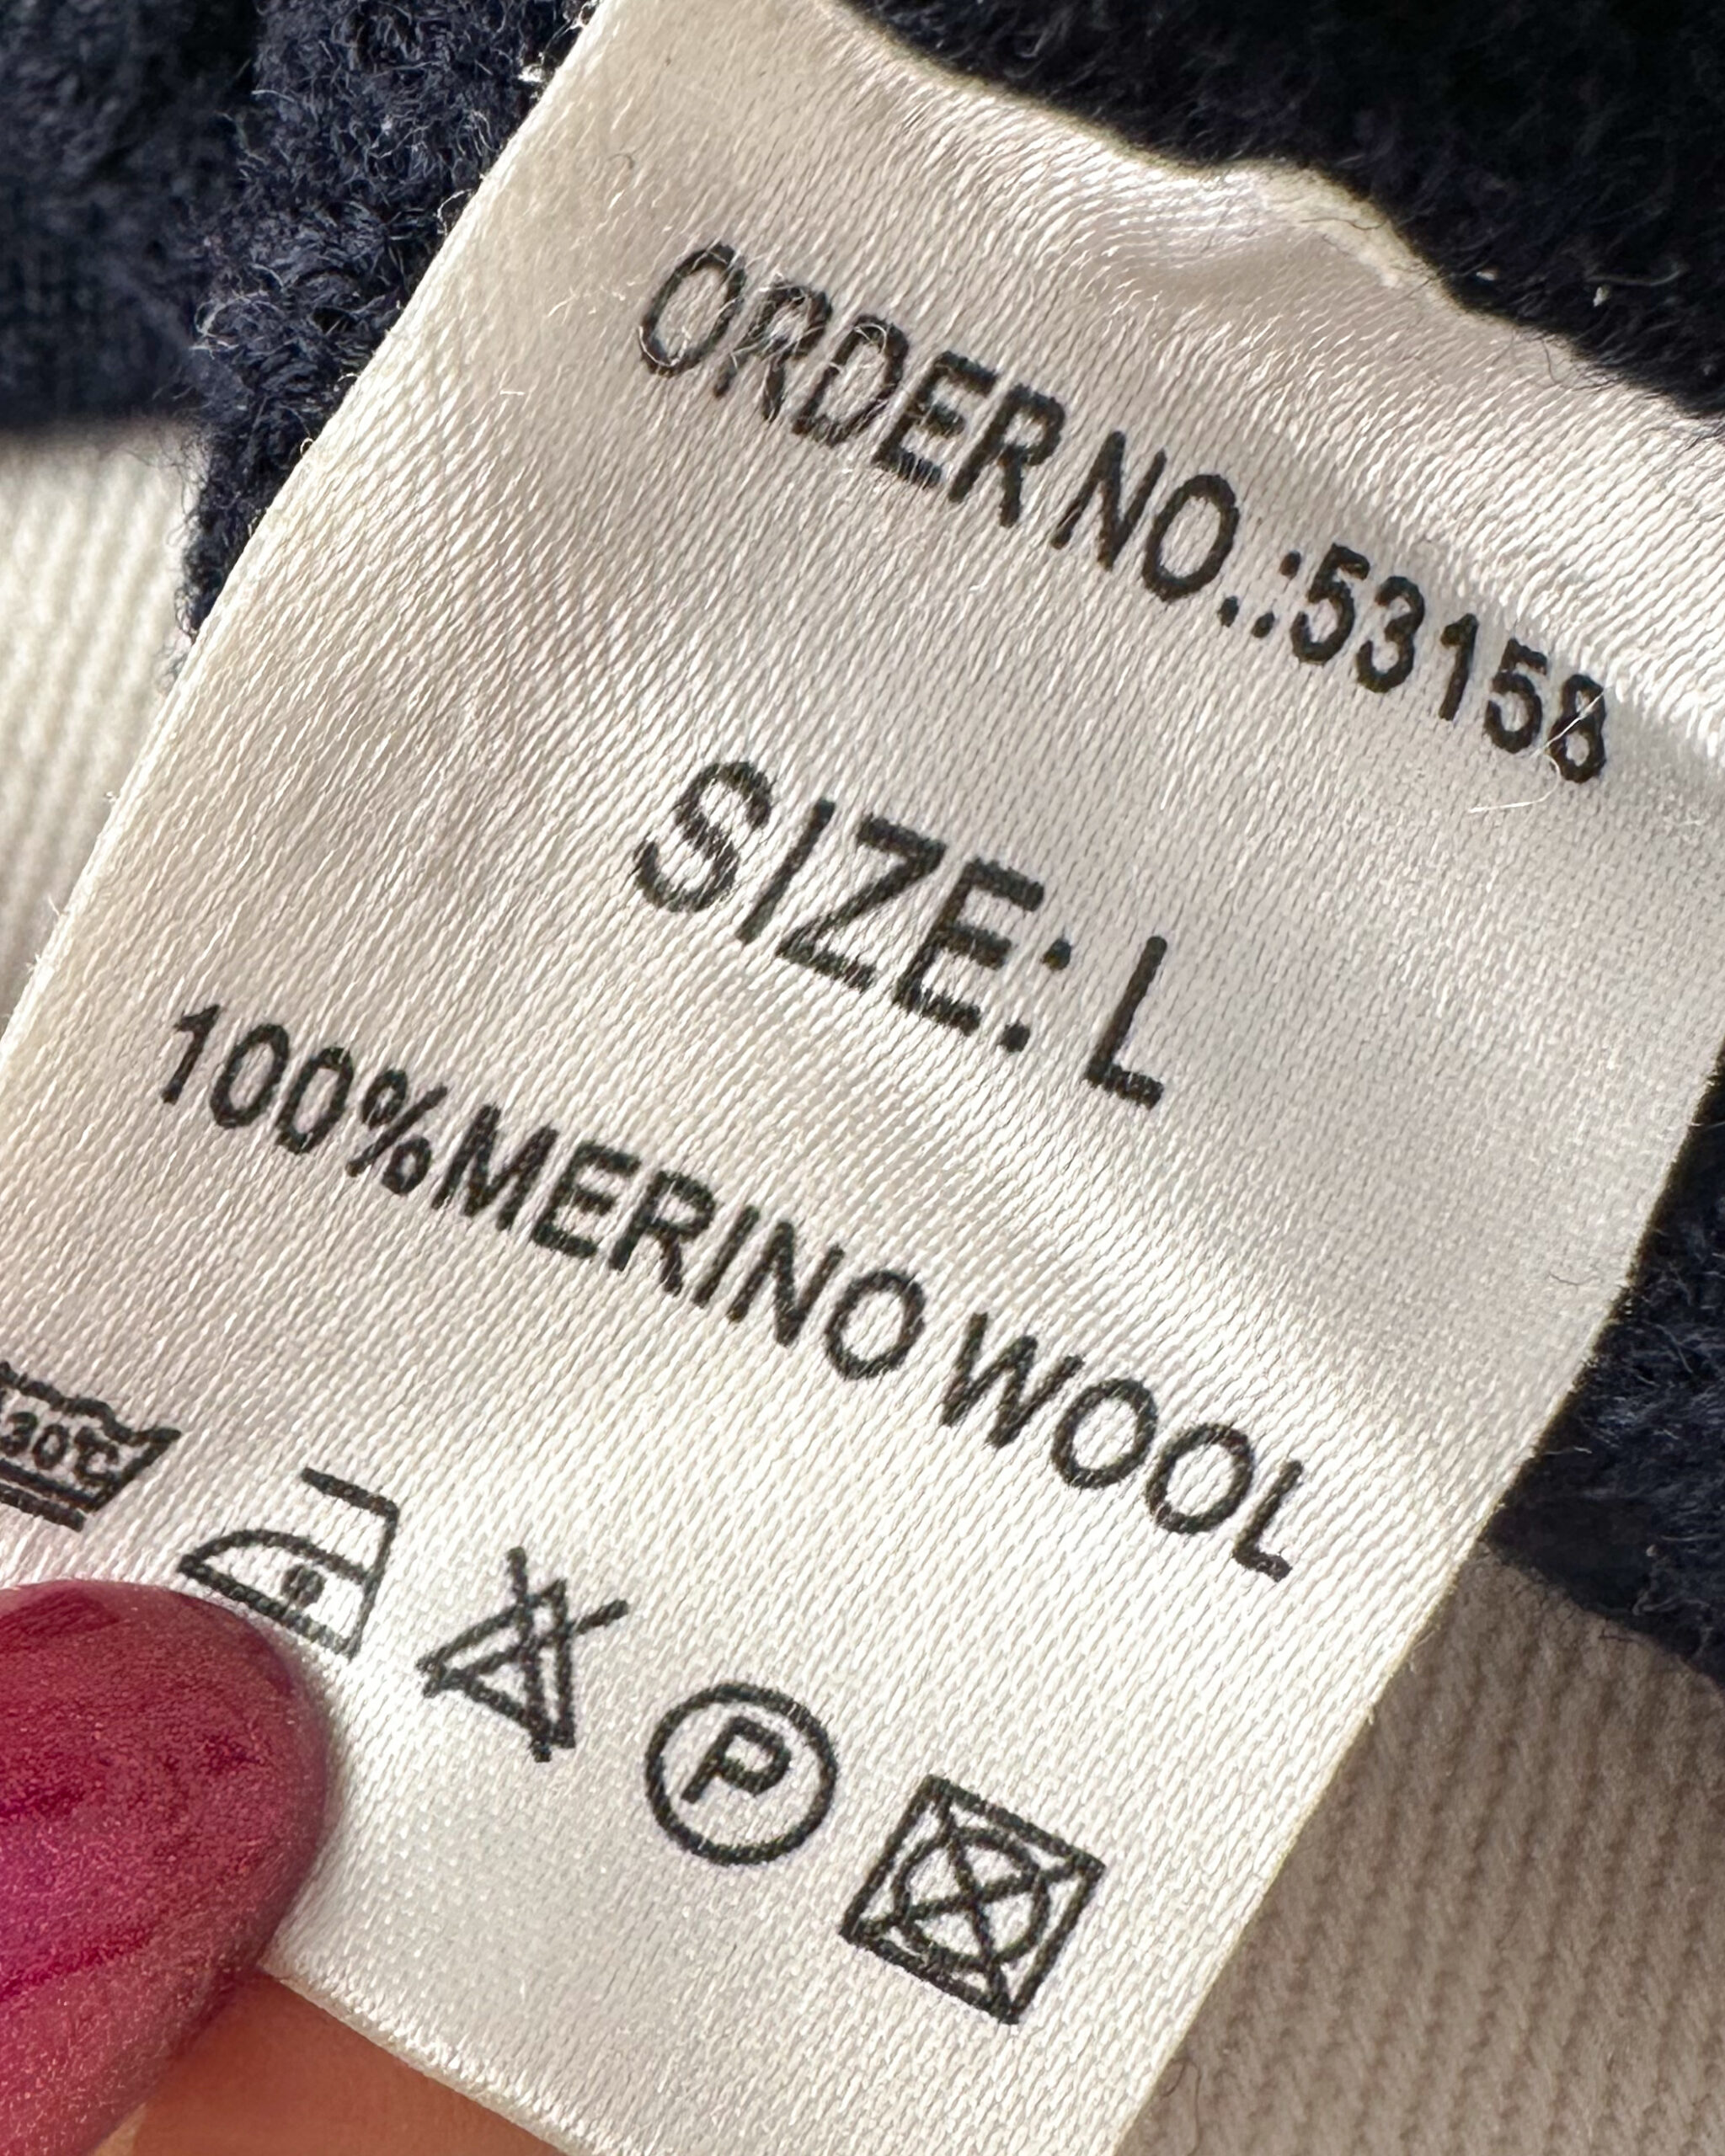 ORDER NO.:53158
SIZE: L
100%MERINO WOOL
30℃
P